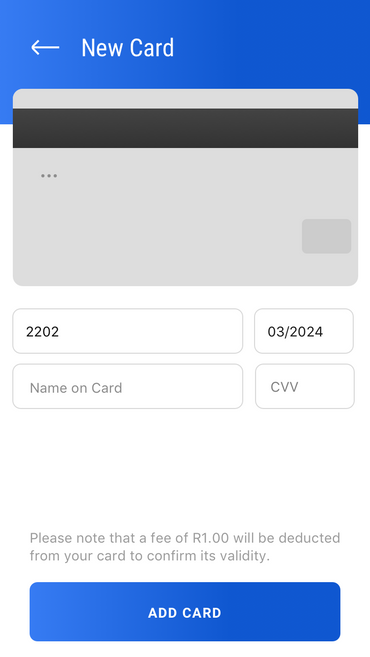 New Card
•••
2202
03/2024
Name on Card
CVV
Please note that a fee of R1.00 will be deducted
from your card to confirm its validity.
ADD CARD